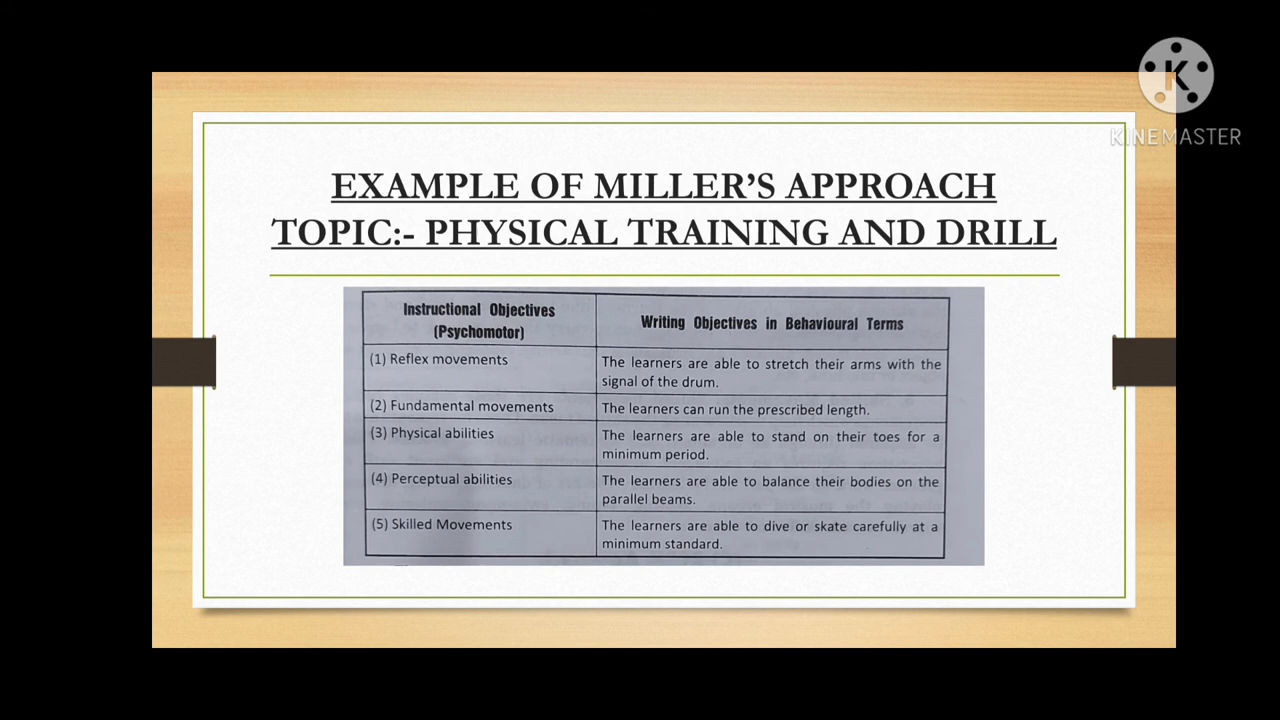 K
KINEMASTER
EXAMPLE OF MILLER’S APPROACH
TOPIC:- PHYSICAL TRAINING AND DRILL
Instructional Objectives
(Psychomotor)
Writing Objectives in Behavioural Terms
(1) Reflex movements
The learners are able to stretch their arms with the
signal of the drum.
(2) Fundamental movements
The learners can run the prescribed length.
(3) Physical abilities
The learners are able to stand on their toes for a
minimum period.
(4) Perceptual abilities
The learners are able to balance their bodies on the
parallel beams.
(5) Skilled Movements
The learners are able to dive or skate carefully at a
minimum standard.